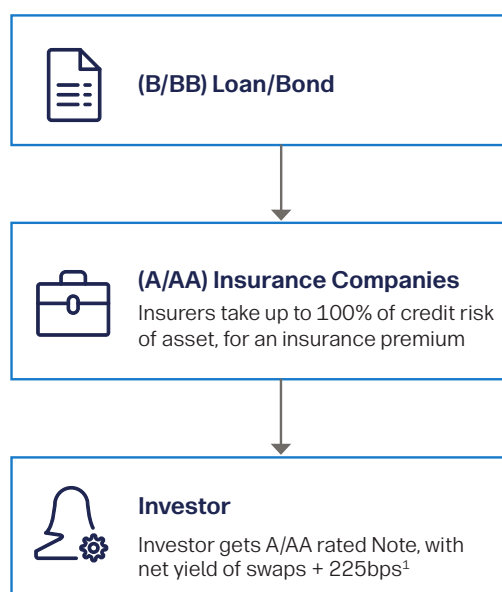 (B/BB) Loan/Bond
(A/AA) Insurance Companies
Insurers take up to 100% of credit risk
of asset, for an insurance premium
Investor
Investor gets A/AA rated Note, with
net yield of swaps + 225bps¹